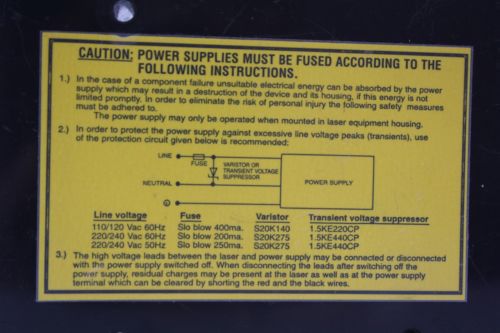 CAUTION: POWER SUPPLIES MUST BE FUSED ACCORDING TO THE
FOLLOWING INSTRUCTIONS.
1.) In the case of a component failure unsuitable electrical energy can be absorbed by the power
supply which may result in a destruction of the device and its housing, if this energy is not
limited promptly. In order to eliminate the risk of personal injury the following safety measures
must be adhered to.
The power supply may only be operated when mounted in laser equipment housing.
2.) In order to protect the power supply against excessive line voltage peaks (transients), use
of the protection circuit given below is recommended:
LINE
FUSE
VARISTOR OR
TRANSIENT VOLTAGE
SUPPRESSOR
POWER SUPPLY
NEUTRAL
Line voltage Fuse Varistor Transient voltage suppressor
110/120 Vac 60Hz Slo blow 400ma. S20K140 1.5KE220CP
220/240 Vac 60Hz Slo blow 200ma. S20K275 1.5KE440CP
220/240 Vac 50Hz Slo blow 250ma. S20K275 1.5KE440CP
3.) The high voltage leads between the laser and power supply may be connected or disconnected
with the power supply switched off. When disconnecting the leads after switching off the
power supply, residual charges may be present at the laser as well as at the power supply
terminal which can be cleared by shorting the red and the black wires.